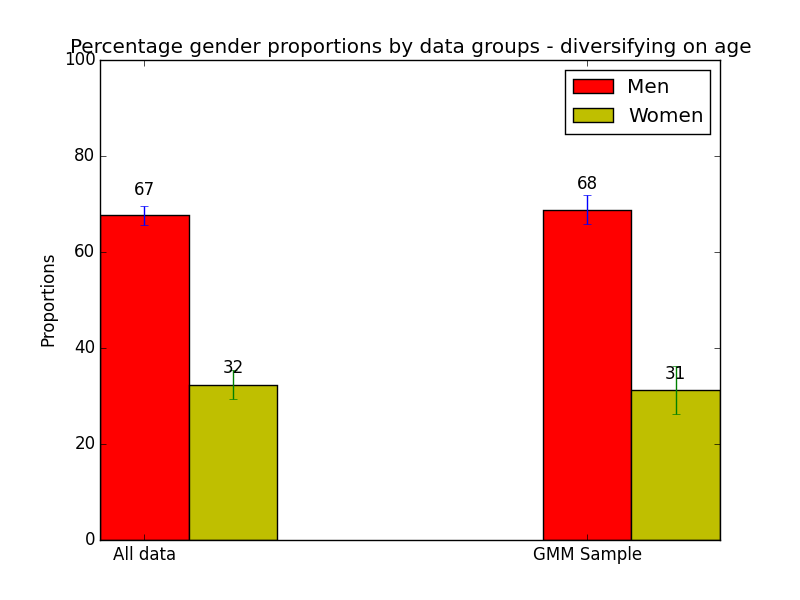 Percentage gender proportions by data groups - diversifying on age
100
80
60
40
20
0
Proportions
Men
Women
67
32
68
31
All data
GMM Sample